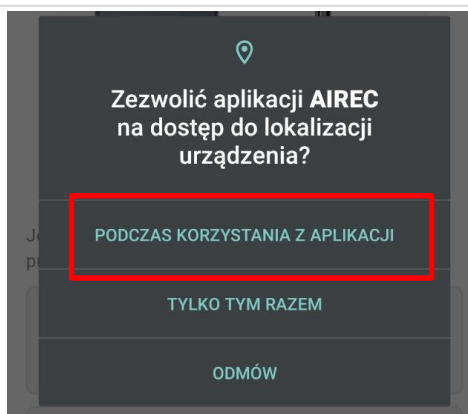 Zezwolić aplikacji AIREC
na dostęp do lokalizacji
urządzenia?
PODCZAS KORZYSTANIA Z APLIKACJI
TYLKO TYM RAZEM
ODMÓW